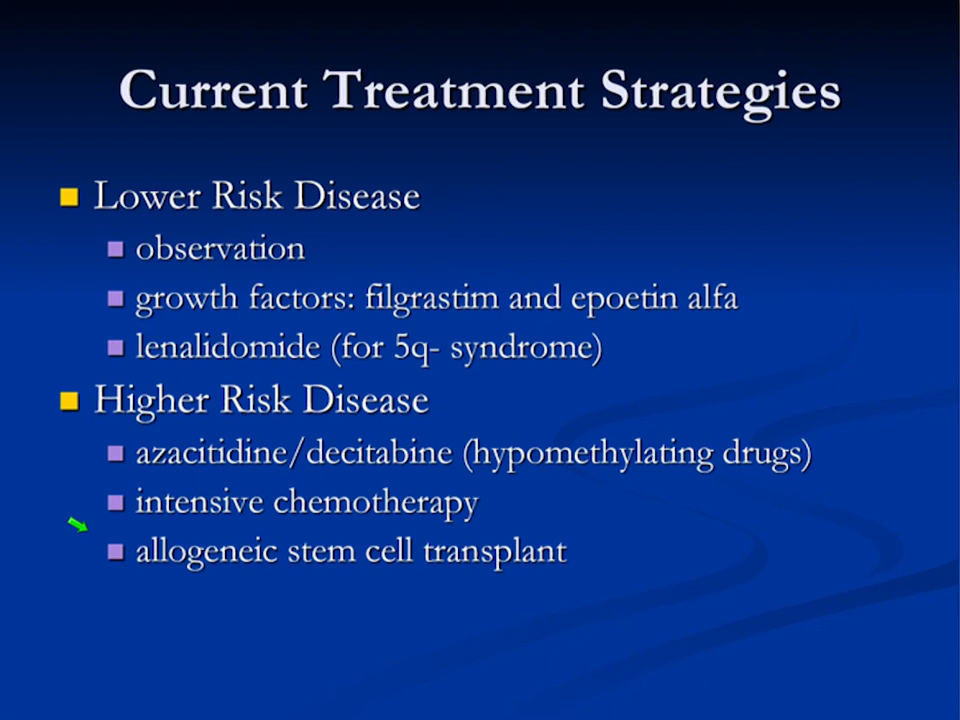 Current Treatment Strategies
Lower Risk Disease
observation
growth factors: filgrastim and epoetin alfa
lenalidomide (for 5q- syndrome)
Higher Risk Disease
azacitidine/decitabine (hypomethylating drugs)
intensive chemotherapy
allogeneic stem cell transplant